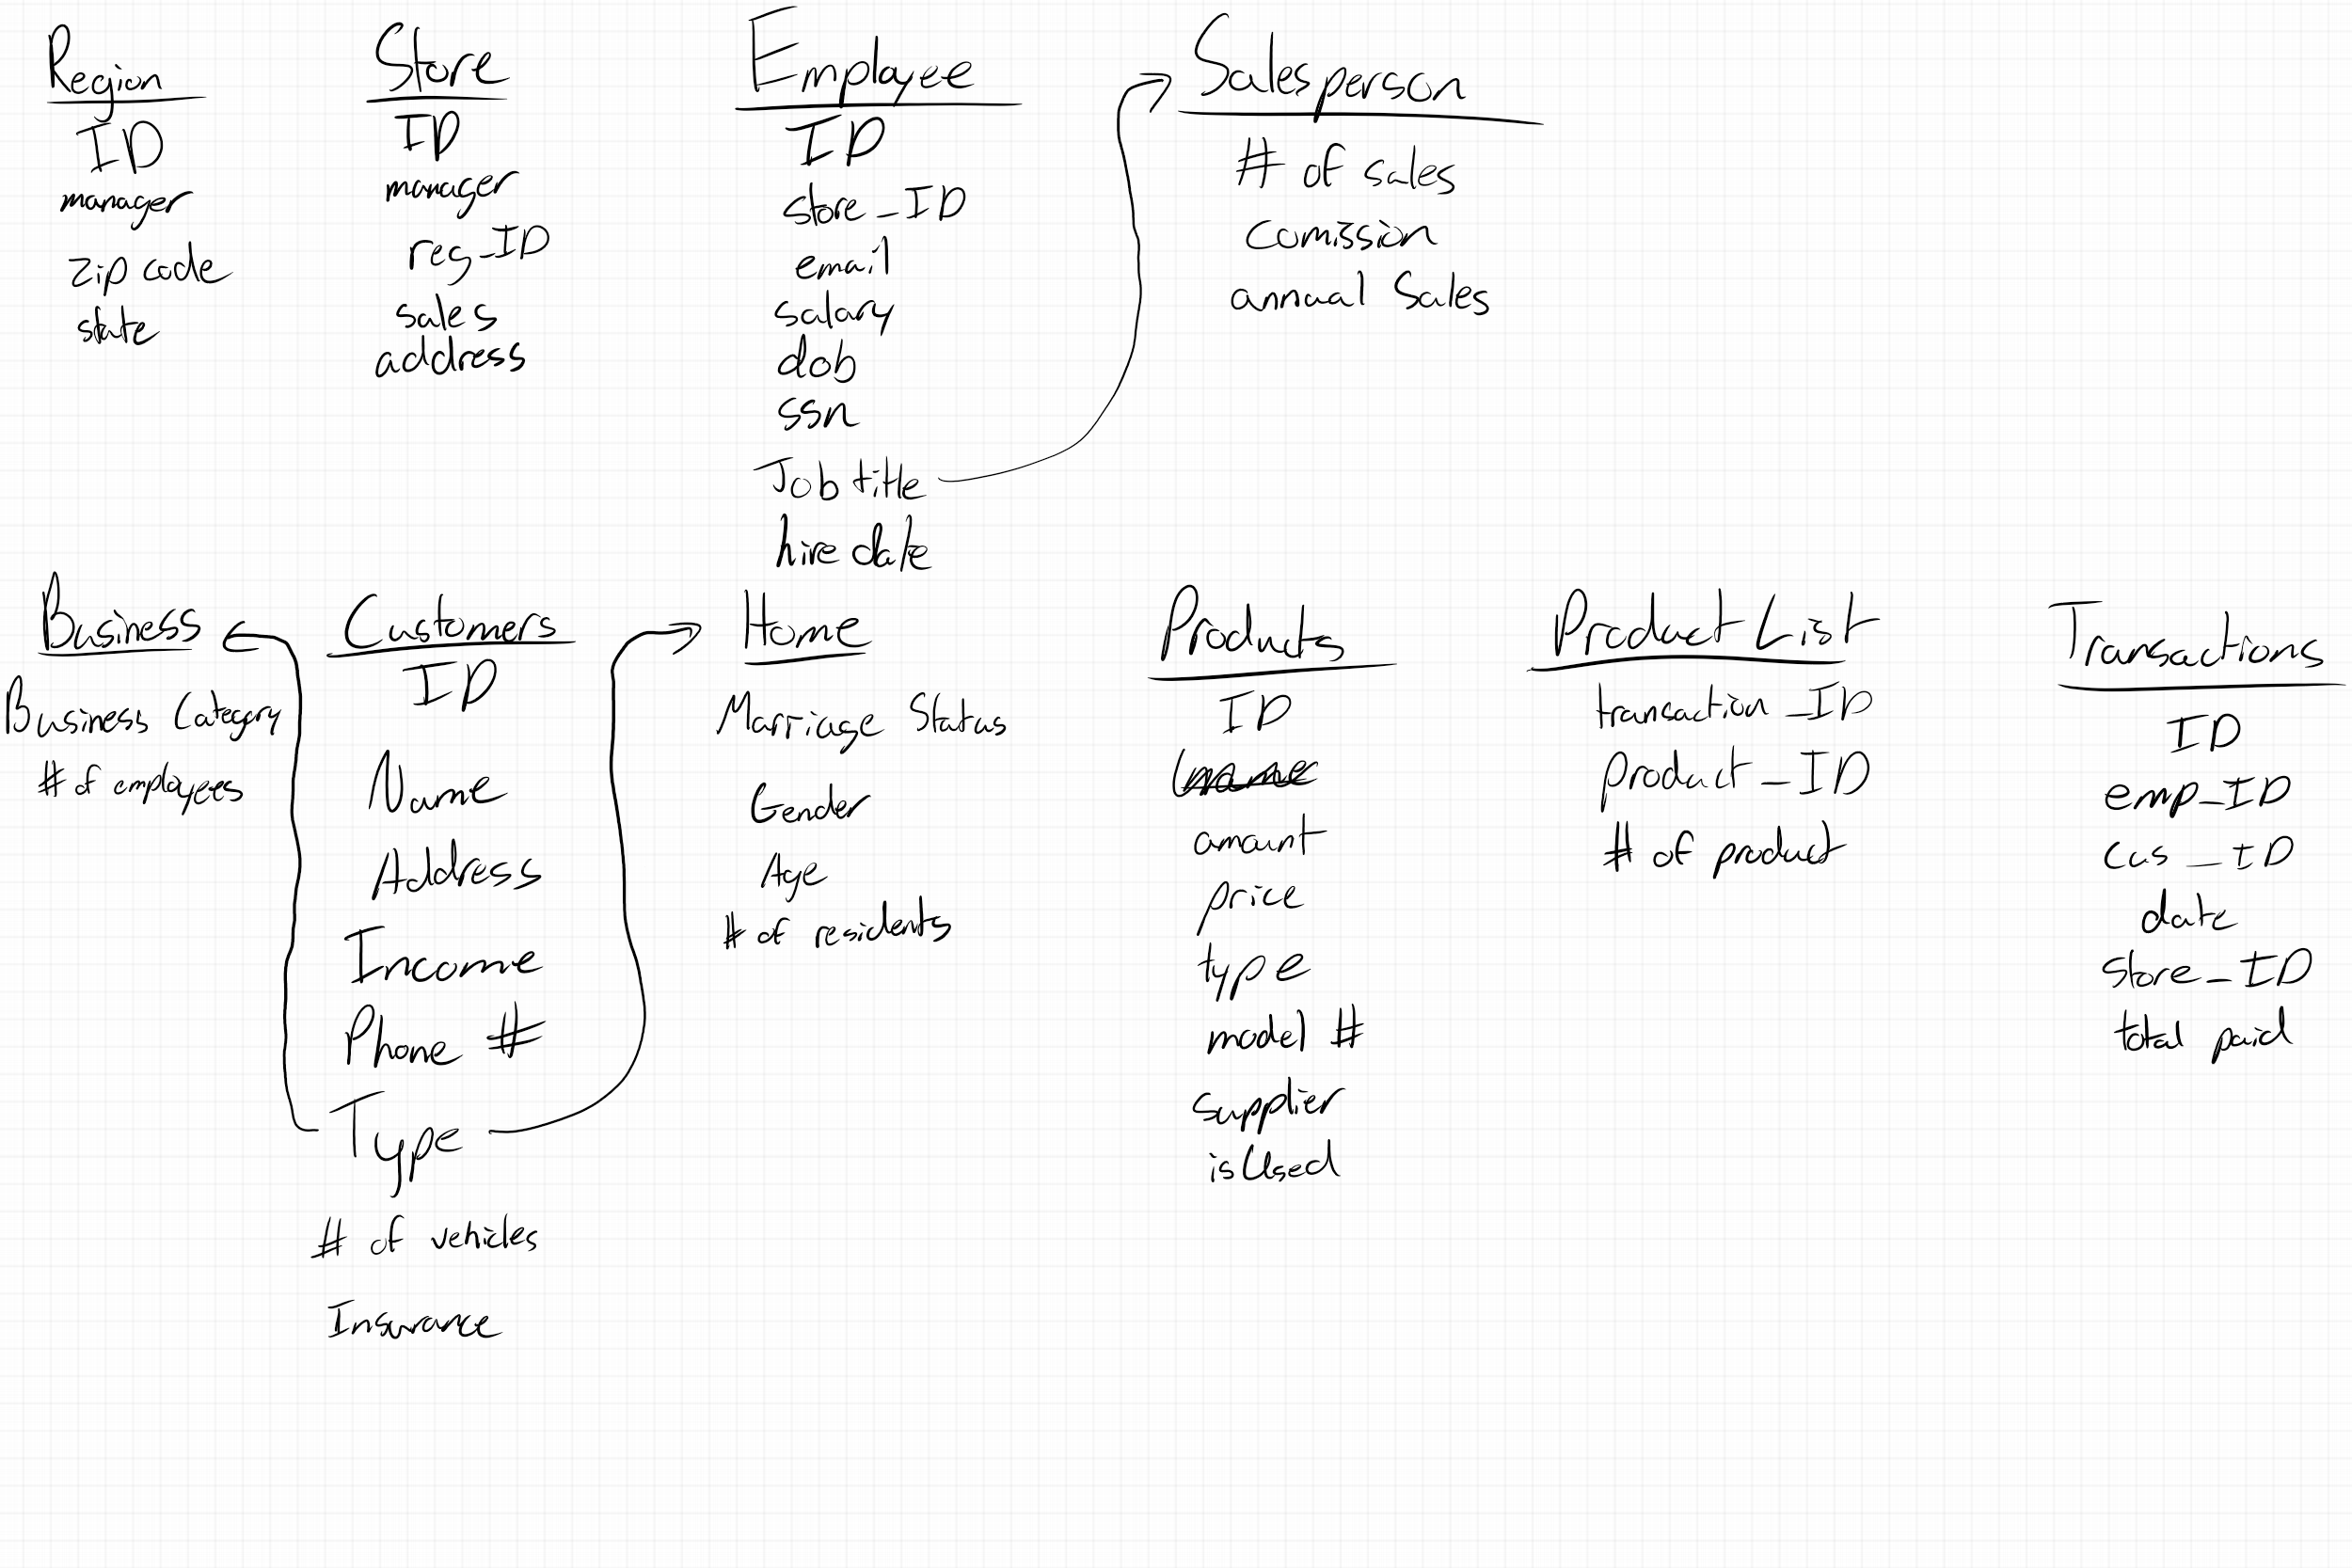 Region
ID
manager
zip code
state
Store
ID
manager
reg_ID
sales
address
Employee
ID
store_ID
email
salary
dob
ssn
Job title
hire date
Salesperson
# of sales
comission
annual Sales
Business
Business Category
# of employees
Customers
ID
Name
Address
Income
Phone #
Type
# of vehicles
Insurance
Home
Marriage Status
Gender
Age
# of residents
Products
ID
name
amount
price
type
model #
supplier
isUsed
Product List
transaction_ID
product_ID
# of product
Transactions
ID
emp_ID
cus_ID
date
store_ID
total paid